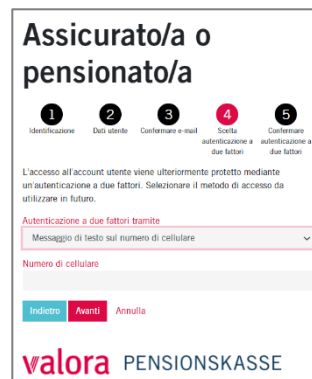 Assicurato/a o
pensionato/a
1 2 3 4 5
Identificazione Dati utente Confermare e-mail Scelta Confermare
autenticazione a autenticazione a
due fattori due fattori
L'accesso all'account utente viene ulteriormente protetto mediante
un'autenticazione a due fattori. Selezionare il metodo di accesso da
utilizzare in futuro.
Autenticazione a due fattori tramite
Messaggio di testo sul numero di cellulare
Numero di cellulare
Indietro Avanti Annulla
valora PENSIONSKASSE